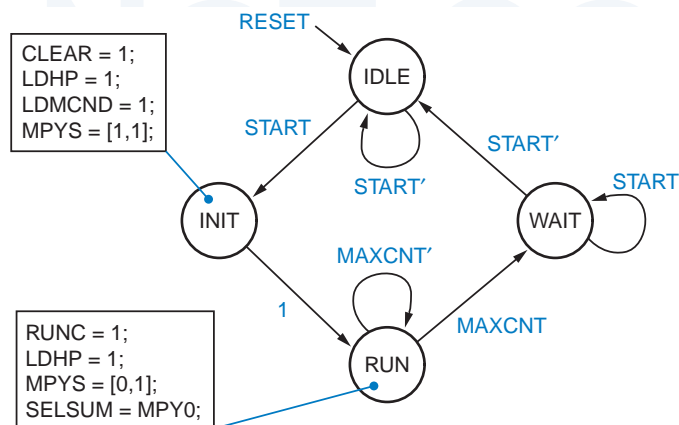 RESET
CLEAR = 1;
LDHP = 1;
LDMCND = 1;
MPYS = [1,1];
IDLE
START
START′
START′
START
INIT
WAIT
MAXCNT′
1
MAXCNT
RUNC = 1;
LDHP = 1;
MPYS = [0,1];
SELSUM = MPY0;
RUN